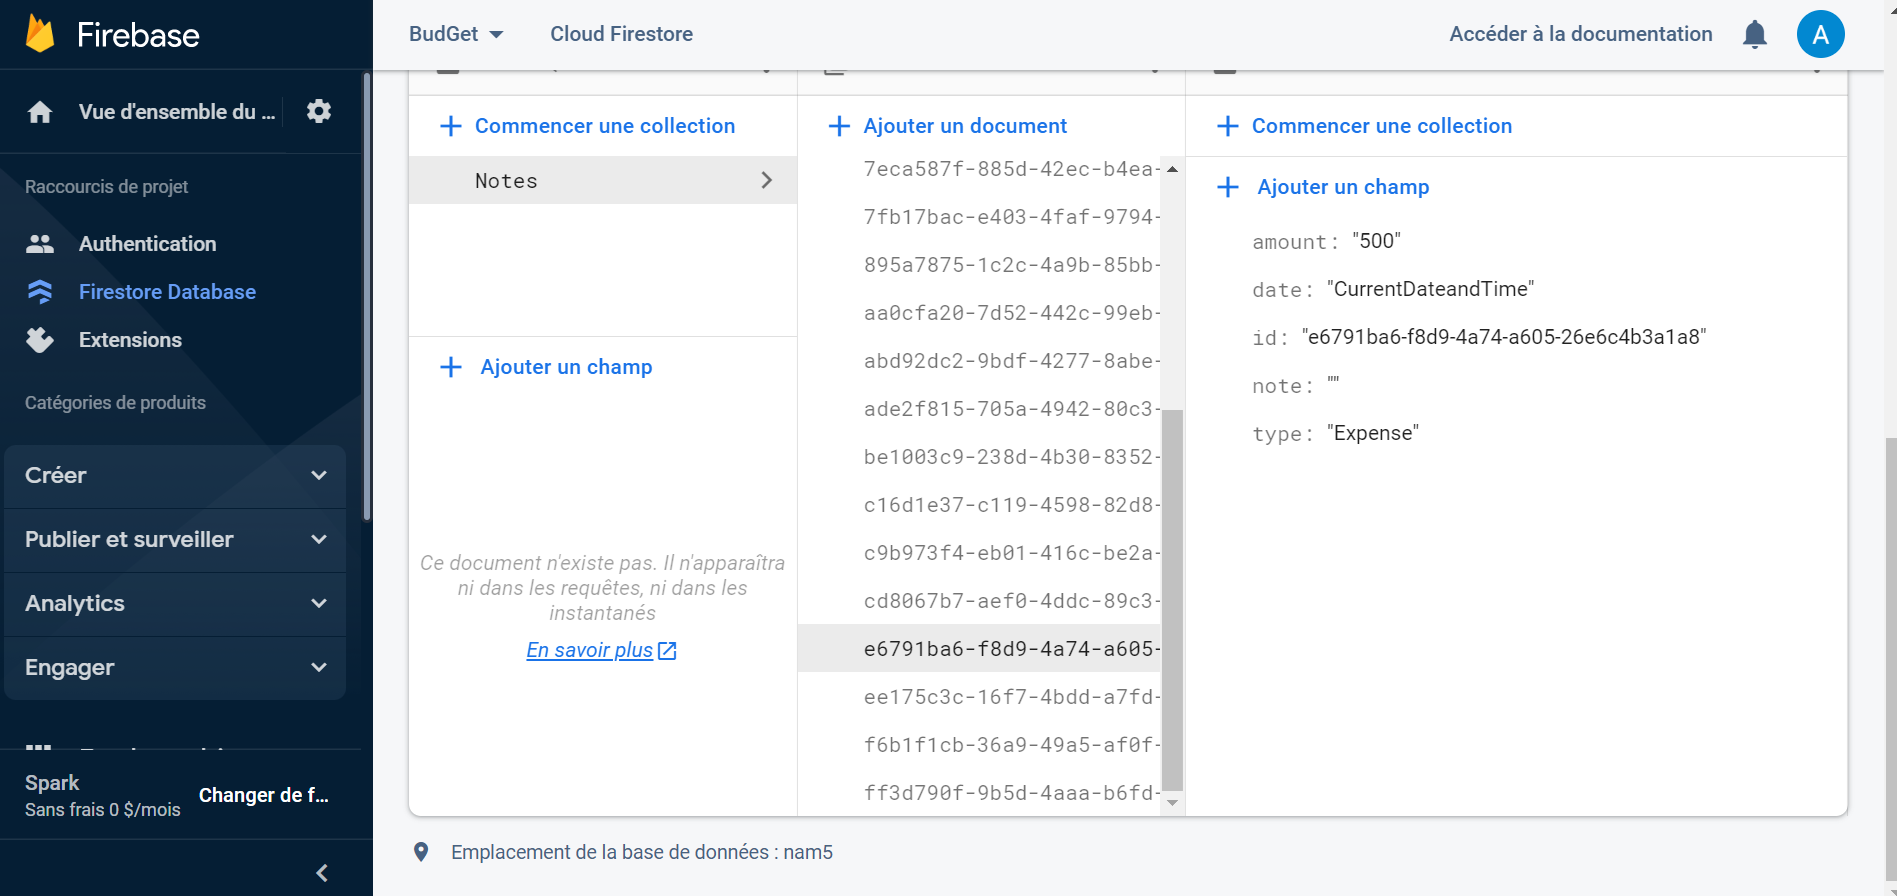 Firebase
Vue d'ensemble du ...
Raccourcis de projet
Authentication
Firestore Database
Extensions
Catégories de produits
Créer
Publier et surveiller
Analytics
Engager
Spark
Sans frais 0 $/mois
Changer de f...
BudGet
Cloud Firestore
Accéder à la documentation
A
Commencer une collection
Notes
Ajouter un champ
Ce document n'existe pas. Il n'apparaîtra
ni dans les requêtes, ni dans les
instantanés
En savoir plus
Ajouter un document
7eca587f-885d-42ec-b4ea-
7fb17bac-e403-4faf-9794-
895a7875-1c2c-4a9b-85bb-
aa0cfa20-7d52-442c-99eb-
abd92dc2-9bdf-4277-8abe-
ade2f815-705a-4942-80c3-
be1003c9-238d-4b30-8352-
c16d1e37-c119-4598-82d8-
c9b973f4-eb01-416c-be2a-
cd8067b7-aef0-4ddc-89c3-
e6791ba6-f8d9-4a74-a605-
ee175c3c-16f7-4bdd-a7fd-
f6b1f1cb-36a9-49a5-af0f-
ff3d790f-9b5d-4aaa-b6fd-
Commencer une collection
Ajouter un champ
amount: "500"
date: "CurrentDateandTime"
id: "e6791ba6-f8d9-4a74-a605-26e6c4b3a1a8"
note: ""
type: "Expense"
Emplacement de la base de données : nam5